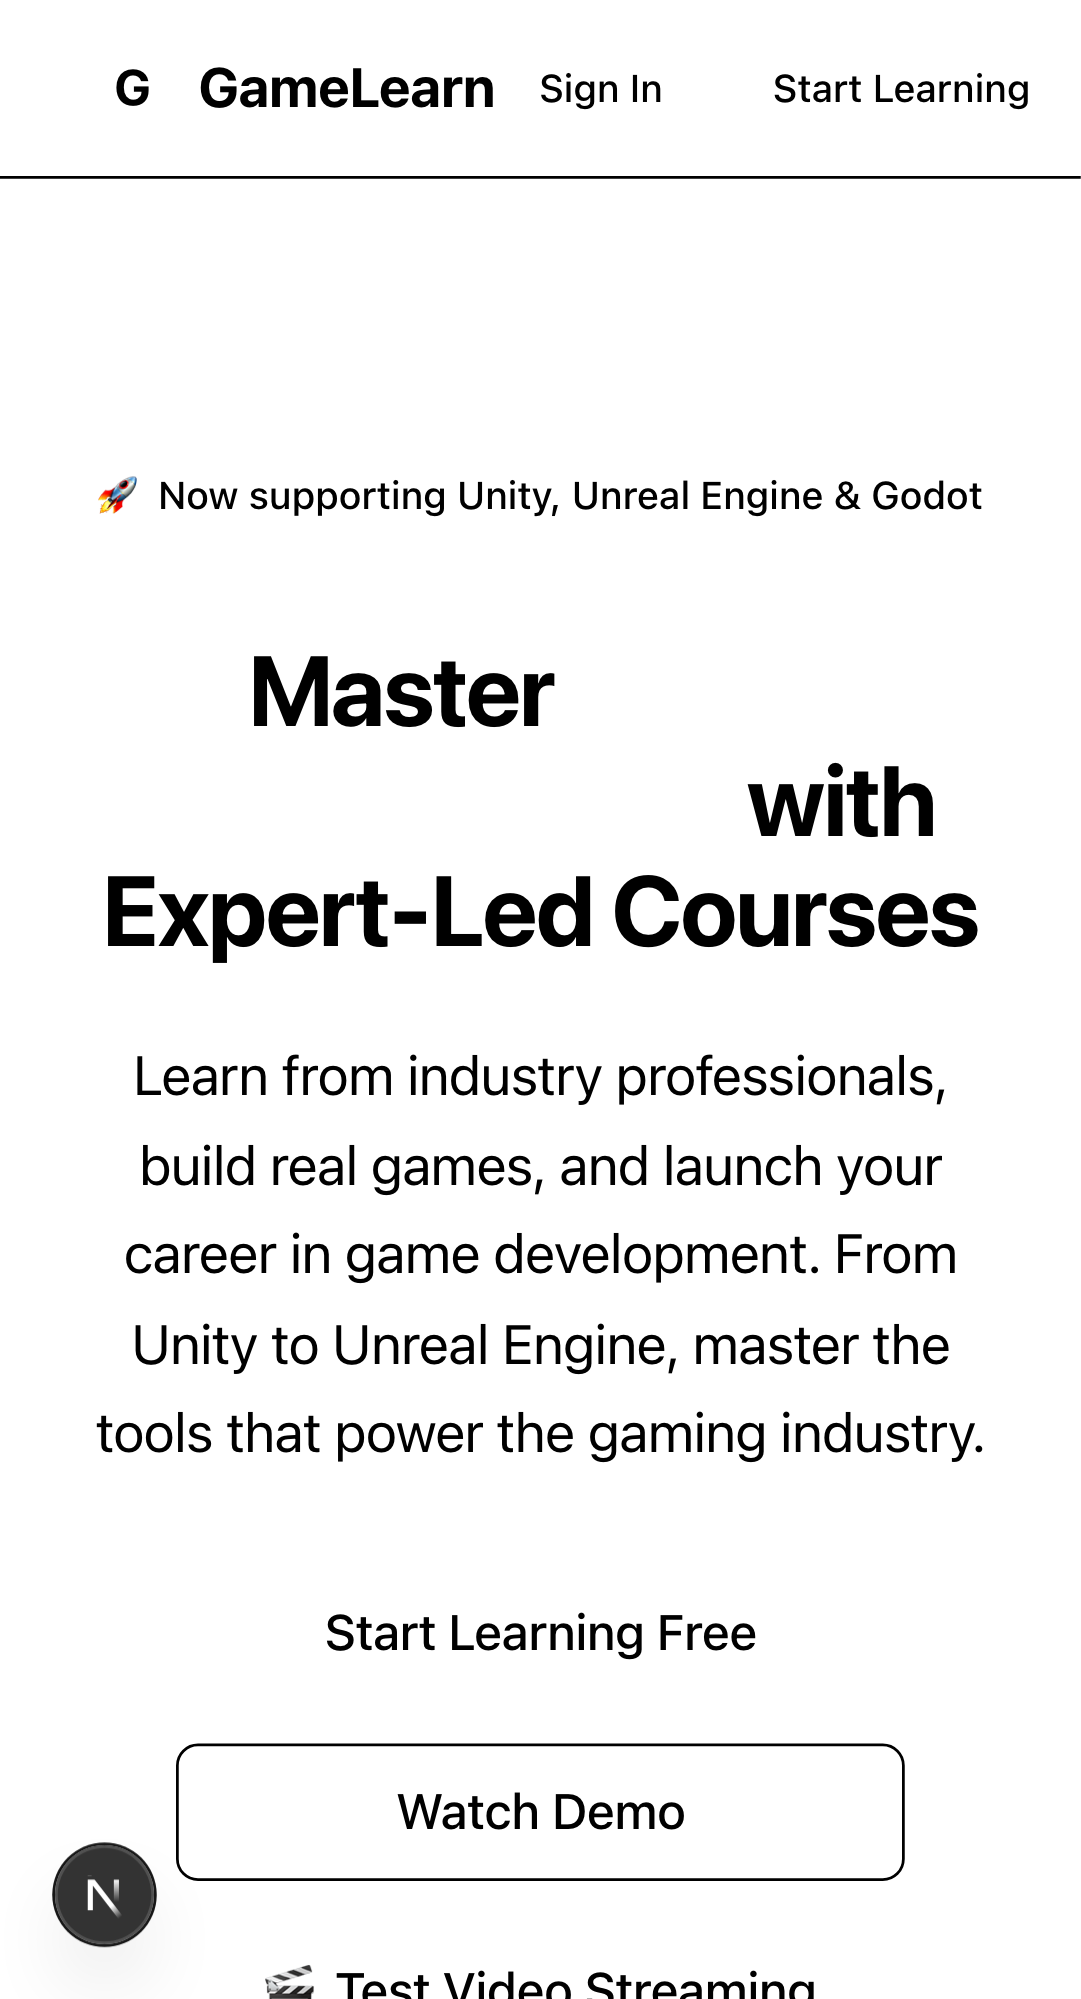 G GameLearn Sign In Start Learning
🚀 Now supporting Unity, Unreal Engine & Godot
Master
with
Expert-Led Courses
Learn from industry professionals,
build real games, and launch your
career in game development. From
Unity to Unreal Engine, master the
tools that power the gaming industry.
Start Learning Free
Watch Demo
N
🎬 Test Video Streaming